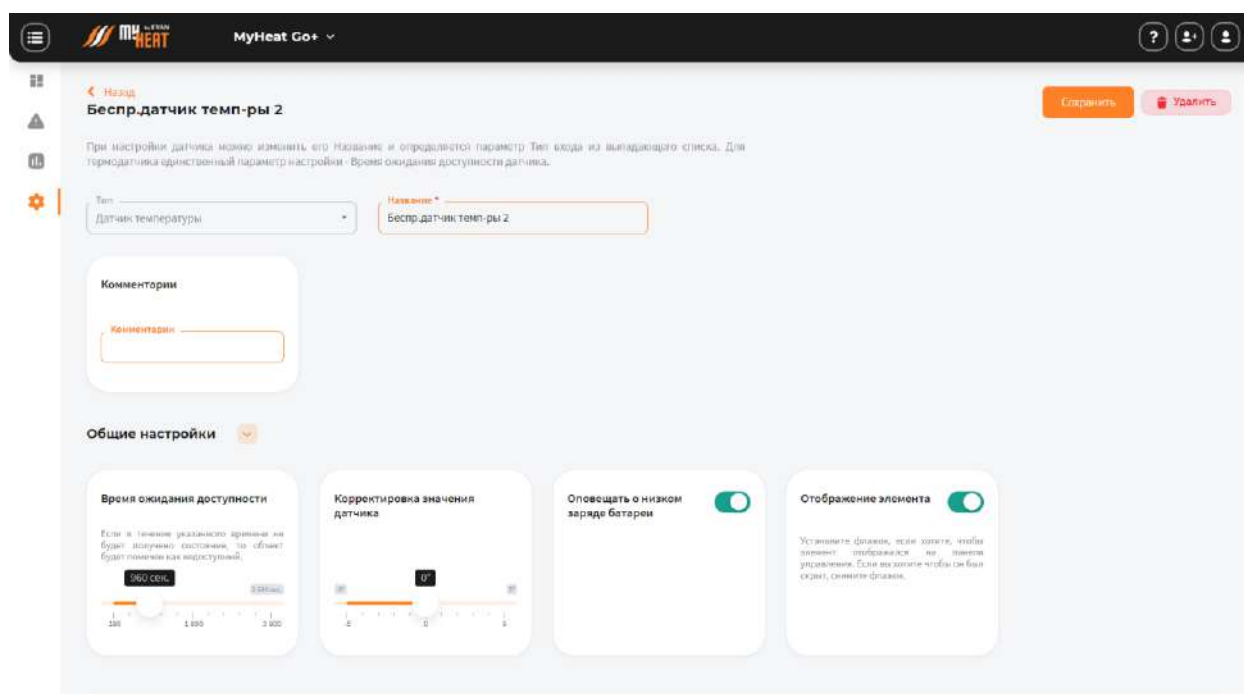 by EVAN
MYHEAT
MyHeat Go+
?
Назад
Беспр.датчик темп-ры 2
Сохранить
Удалить
При настройки датчика можно изменить его Название и определяется параметр Тип входа из выпадающего списка. Для
термодатчика единственный параметр настройки - Время ожидания доступности датчика.
Тип
Датчик температуры
Название *
Беспр.датчик темп-ры 2
Комментарии
Комментарии
Общие настройки
Время ожидания доступности
Если в течение указанного времени не
будет получено состояние, то объект
будет помечен как недоступный.
960 сек.
Корректировка значения
датчика
0°
-5
0
5
Оповещать о низком
заряде батареи
Отображение элемента
Установите флажок, если хотите, чтобы
элемент отображался на панели
управления. Если вы хотите чтобы он был
скрыт, снимите флажок.